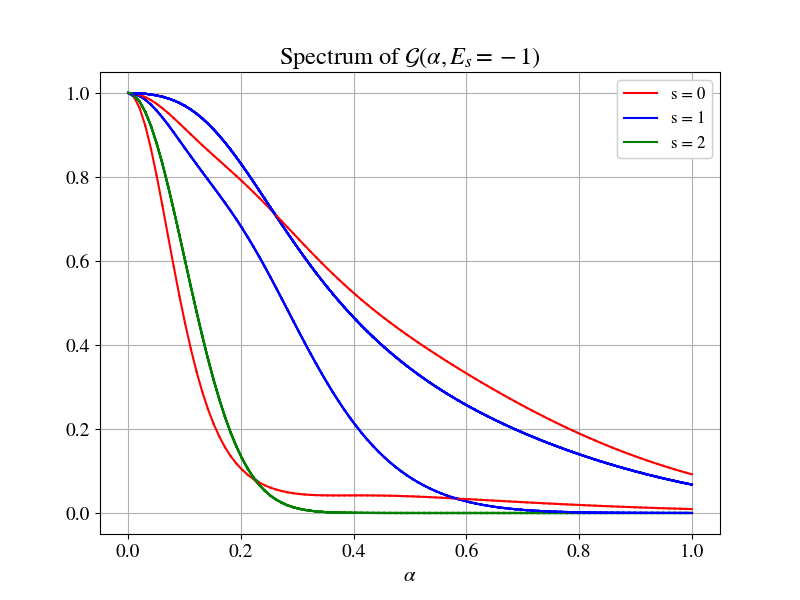 Spectrum of 𝒢(α, E_s = −1)
s = 0
s = 1
s = 2
1.0
0.8
0.6
0.4
0.2
0.0
0.0 0.2 0.4 0.6 0.8 1.0
α